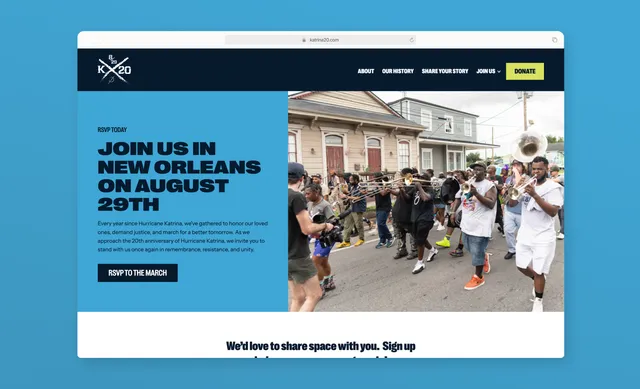 katrina20.com
8
29
K 20
ABOUT OUR HISTORY SHARE YOUR STORY JOIN US DONATE
RSVP TODAY
JOIN US IN
NEW ORLEANS
ON AUGUST
29TH
Every year since Hurricane Katrina, we've gathered to honor our loved
ones, demand justice, and march for a better tomorrow. As we
approach the 20th anniversary of Hurricane Katrina, we invite you to
stand with us once again in remembrance, resistance, and unity.
RSVP TO THE MARCH
We'd love to share space with you. Sign up